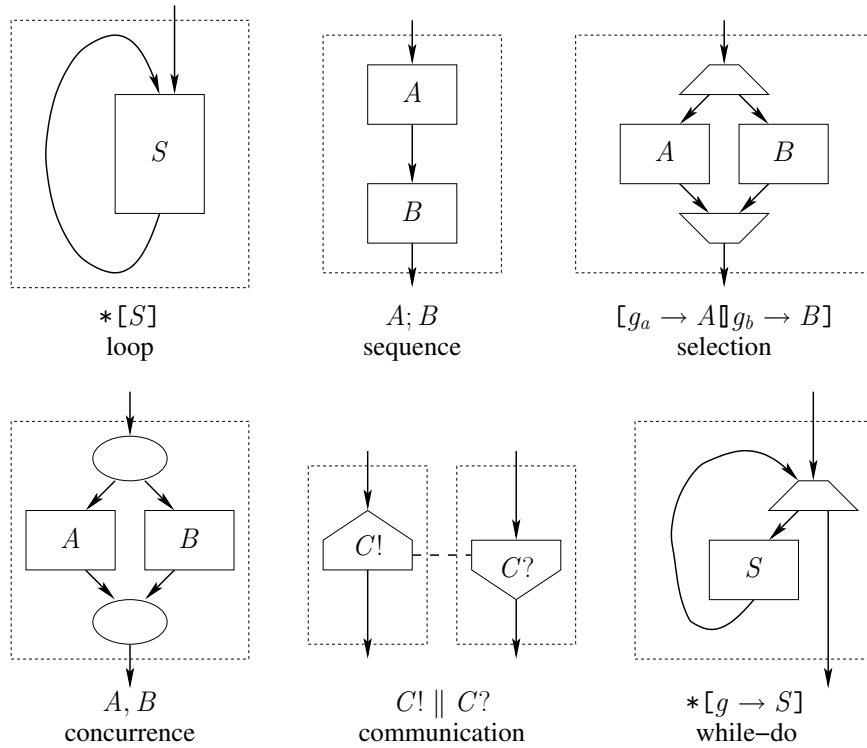 S
*[S]
loop
A
B
A; B
sequence
A
B
[g_a → A▯g_b → B]
selection
A
B
A, B
concurrence
C!
C?
C! ∥ C?
communication
S
*[g → S]
while–do